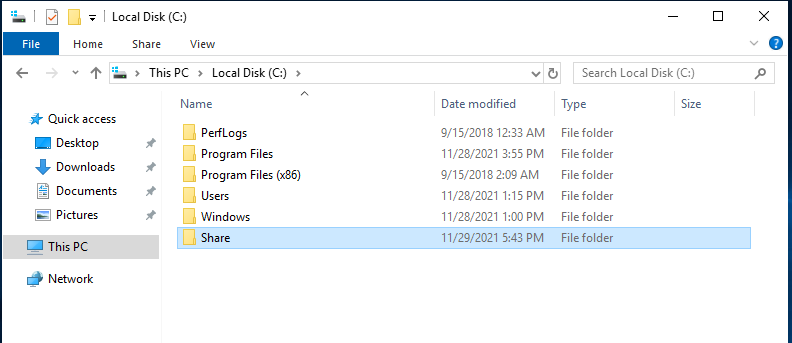 Local Disk (C:)
File Home Share View
This PC > Local Disk (C:) > Search Local Disk (C:)
Name Date modified Type Size
Quick access
Desktop
Downloads
Documents
Pictures
This PC
Network
PerfLogs 9/15/2018 12:33 AM File folder
Program Files 11/28/2021 3:55 PM File folder
Program Files (x86) 9/15/2018 2:09 AM File folder
Users 11/28/2021 1:15 PM File folder
Windows 11/28/2021 1:00 PM File folder
Share 11/29/2021 5:43 PM File folder